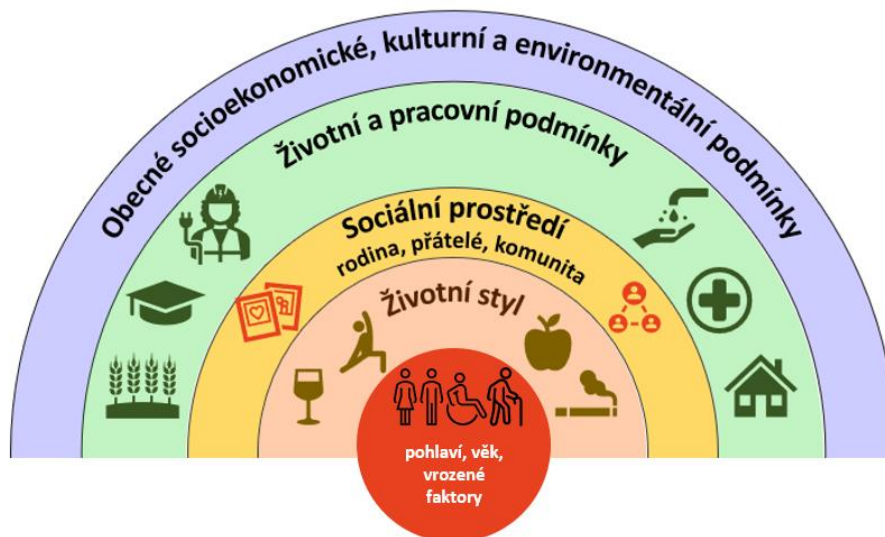 Obecné socioekonomické, kulturní a environmentální podmínky
Životní a pracovní podmínky
Sociální prostředí
rodina, přátelé, komunita
Životní styl
pohlaví, věk,
vrozené
faktory